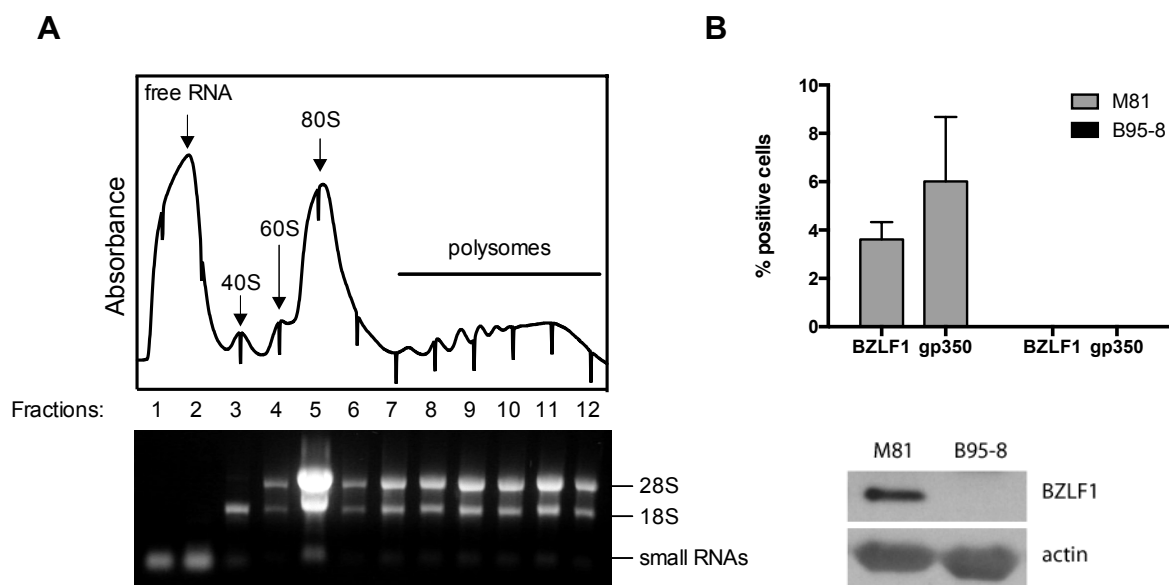 A
free RNA
80S
60S
40S
polysomes
Absorbance
Fractions: 1 2 3 4 5 6 7 8 9 10 11 12
28S
18S
small RNAs
B
10
8
6
4
2
0
% positive cells
M81
B95-8
BZLF1 gp350 BZLF1 gp350
M81 B95-8
BZLF1
actin